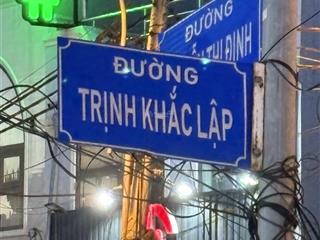 ĐƯỜNG
THỊ ĐỊNH
ĐƯỜNG
TRỊNH KHẮC LẬP